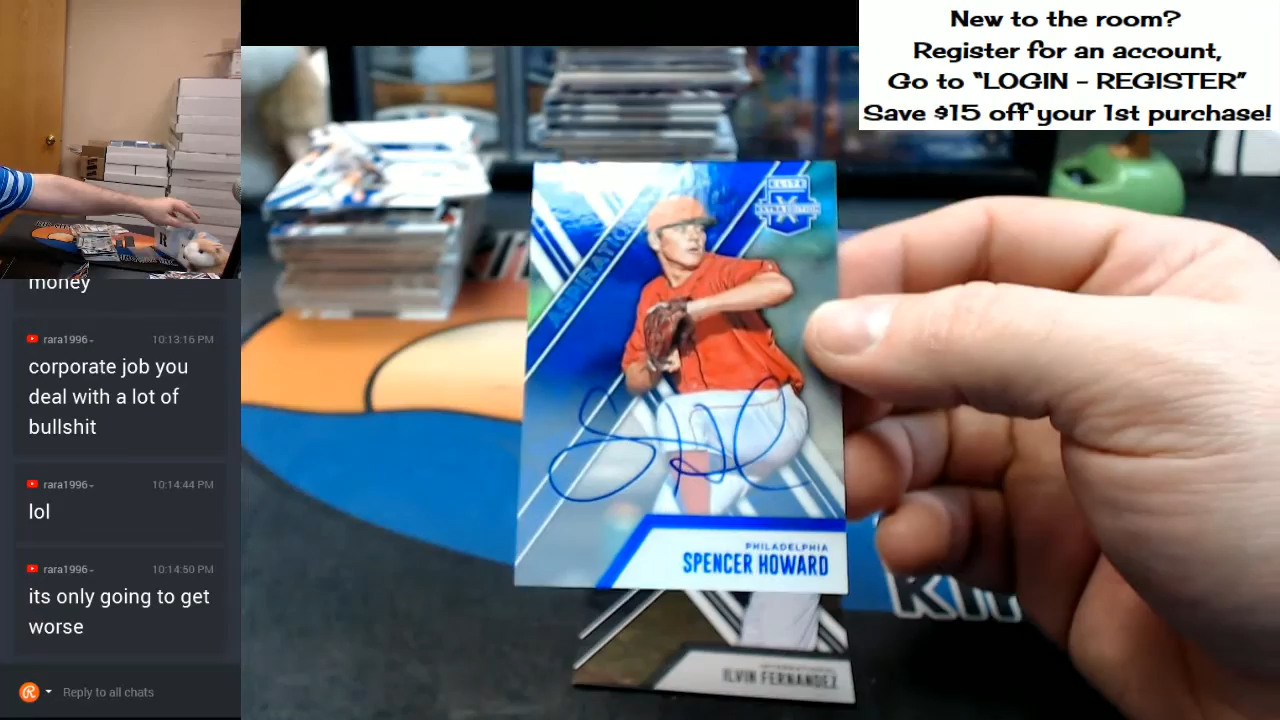 New to the room?
Register for an account,
Go to "LOGIN - REGISTER"
Save $15 off your 1st purchase!
money
rara1996
10:13:16 PM
corporate job you
deal with a lot of
bullshit
rara1996
10:14:44 PM
lol
rara1996
10:14:50 PM
its only going to get
worse
Reply to all chats
ELITE
EXTRA EDITION
PHILADELPHIA
SPENCER HOWARD
ILVIN FERNANDEZ